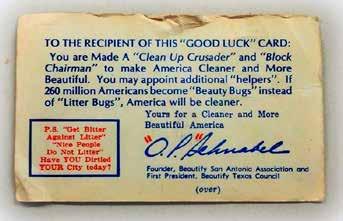 TO THE RECIPIENT OF THIS "GOOD LUCK" CARD:
You are Made A "Clean Up Crusader" and "Block
Chairman" to make America Cleaner and More
Beautiful. You may appoint additional "helpers". If
260 million Americans become "Beauty Bugs" instead
of "Litter Bugs", America will be cleaner.
Yours for a Cleaner and More
Beautiful America
P.S. "Get Bitter
Against Litter"
"Nice People
Do Not Litter"
Have YOU Dirtied
YOUR City today?
"O.P." Schnabel
Founder, Beautify San Antonio Association and
First President, Beautify Texas Council
(over)